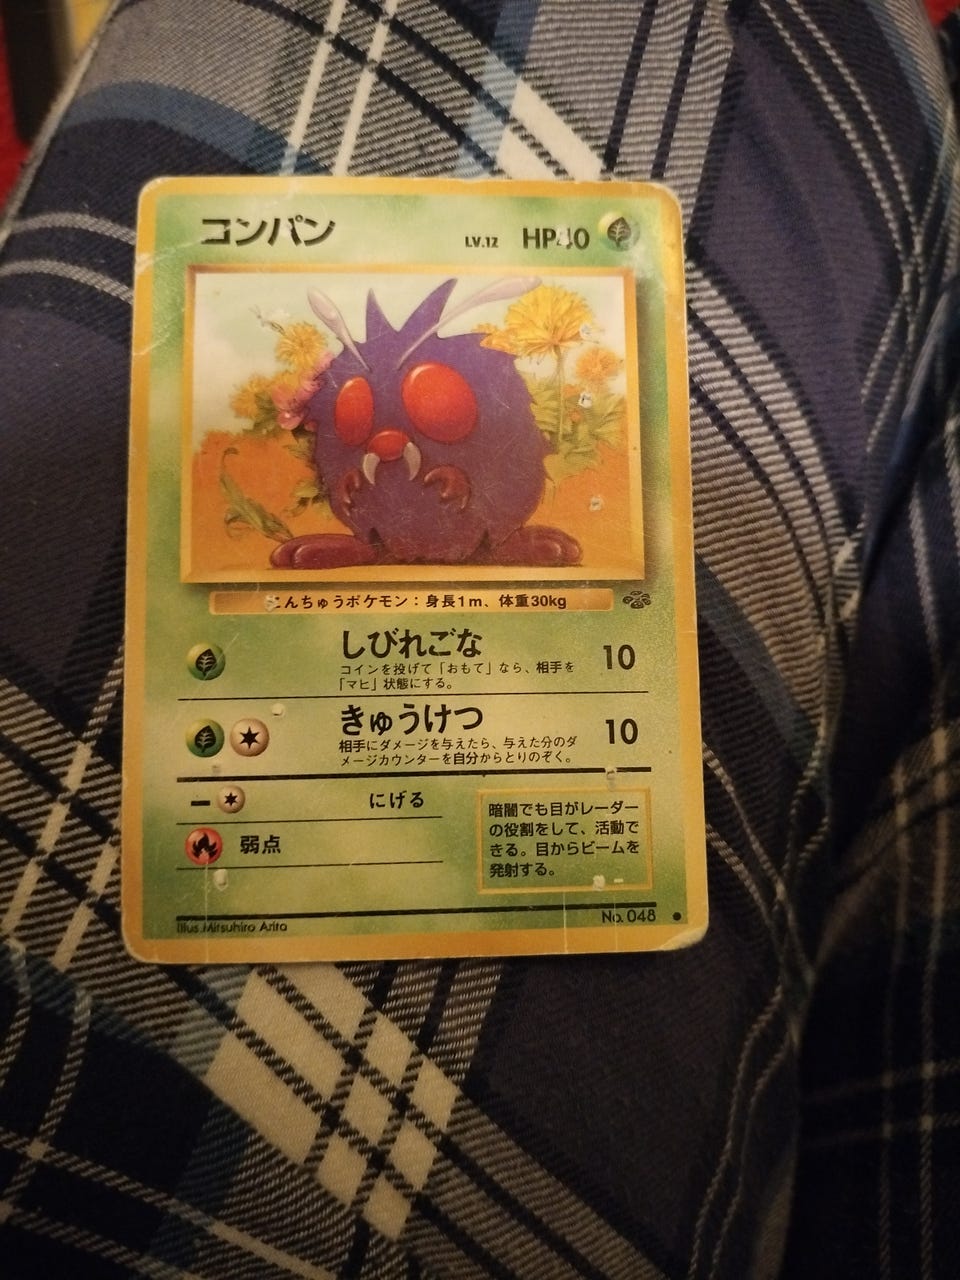 コンパン
LV.12 HP40
こんちゅうポケモン：身長1m、体重30kg
しびれごな 10
コインを投げて「おもて」なら、相手を
「マヒ」状態にする。
きゅうけつ 10
相手にダメージを与えたら、与えた分のダ
メージカウンターを自分からとりのぞく。
にげる
弱点
暗闇でも目がレーダー
の役割をして、活動で
きる。目からビームを
発射する。
Illus. Mitsuhiro Arita
No. 048